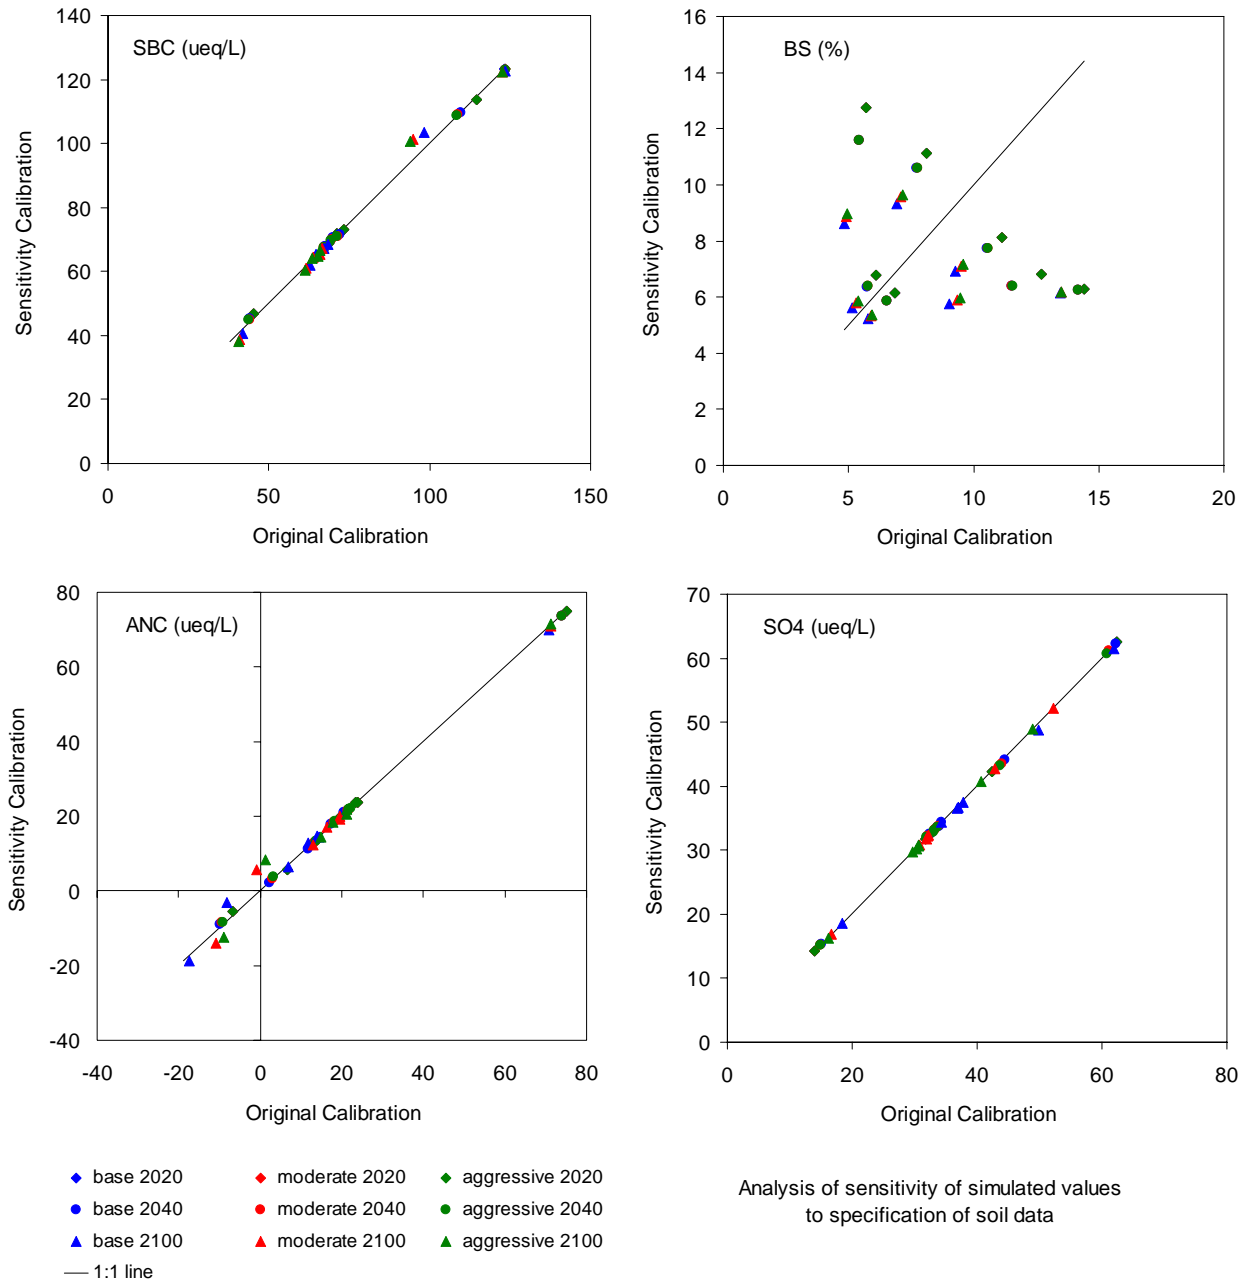 SBC (ueq/L)
Sensitivity Calibration
140
120
100
80
60
40
20
0
0 50 100 150
Original Calibration
BS (%)
Sensitivity Calibration
16
14
12
10
8
6
4
2
0
0 5 10 15 20
Original Calibration
ANC (ueq/L)
Sensitivity Calibration
80
60
40
20
0
-20
-40
-40 -20 0 20 40 60 80
Original Calibration
SO4 (ueq/L)
Sensitivity Calibration
70
60
50
40
30
20
10
0
0 20 40 60 80
Original Calibration
base 2020 moderate 2020 aggressive 2020
base 2040 moderate 2040 aggressive 2040
base 2100 moderate 2100 aggressive 2100
1:1 line
Analysis of sensitivity of simulated values
to specification of soil data